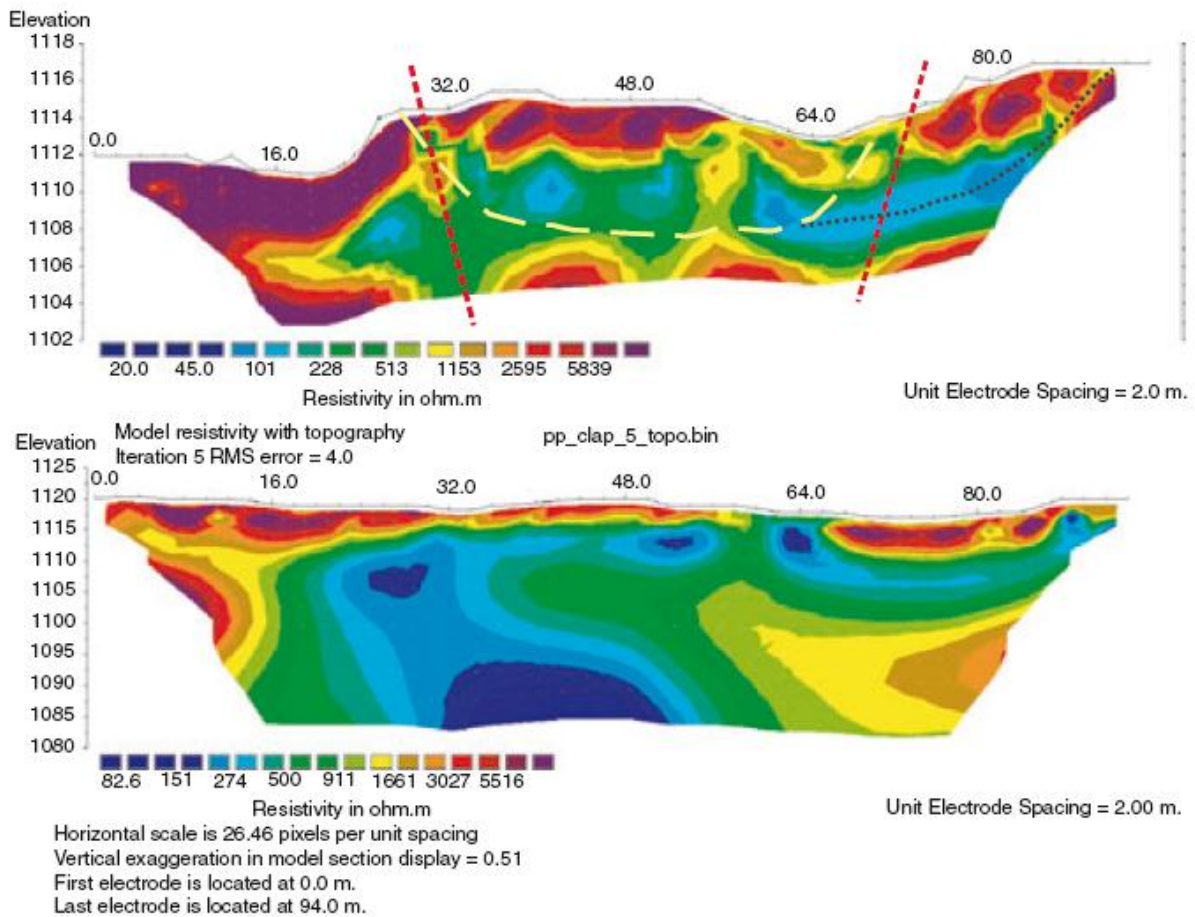 Elevation
1118
1116
1114
1112
1110
1108
1106
1104
1102
0.0
16.0
32.0
48.0
64.0
80.0
20.0 45.0 101 228 513 1153 2595 5839
Resistivity in ohm.m
Unit Electrode Spacing = 2.0 m.
Model resistivity with topography
pp_clap_5_topo.bin
Iteration 5 RMS error = 4.0
Elevation
1125
1120
1115
1110
1105
1100
1095
1090
1085
1080
0.0 16.0 32.0 48.0 64.0 80.0
82.6 151 274 500 911 1661 3027 5516
Resistivity in ohm.m
Unit Electrode Spacing = 2.00 m.
Horizontal scale is 26.46 pixels per unit spacing
Vertical exaggeration in model section display = 0.51
First electrode is located at 0.0 m.
Last electrode is located at 94.0 m.